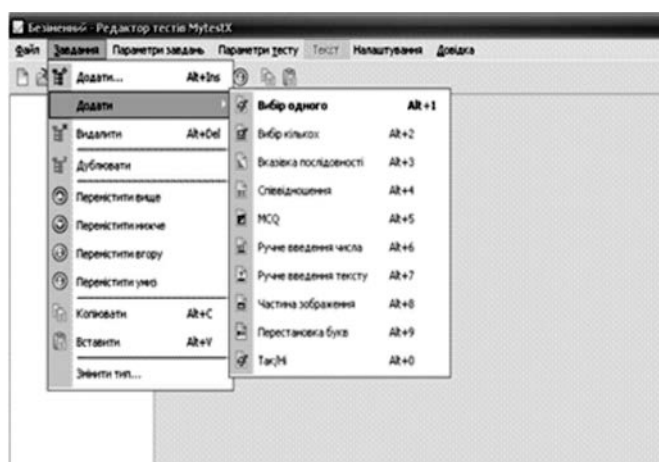 Безіменний - Редактор тестів MytestX
Файл Завдання Параметри завдань Параметри тесту Текст Налаштування Довідка
Додати... Alt+Ins
Додати
Видалити Alt+Del
Дублювати
Перемістити вище
Перемістити нижче
Перемістити вгору
Перемістити униз
Копіювати Alt+C
Вставити Alt+V
Змінити тип...
Вибір одного Alt+1
Вибір кількох Alt+2
Вказівка послідовності Alt+3
Співвідношення Alt+4
MCQ Alt+5
Ручне введення числа Alt+6
Ручне введення тексту Alt+7
Частина зображення Alt+8
Перестановка букв Alt+9
Так/Ні Alt+0